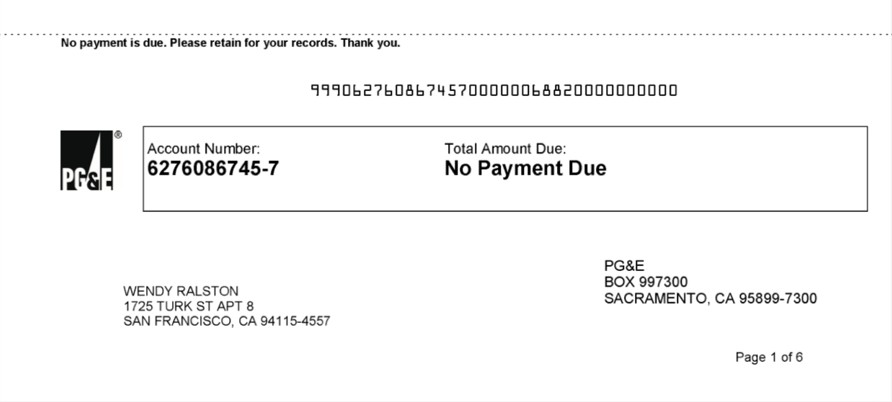 No payment is due. Please retain for your records. Thank you.
99906276086745700000068820000000000
PG&E®
Account Number:
6276086745-7
Total Amount Due:
No Payment Due
PG&E
BOX 997300
SACRAMENTO, CA 95899-7300
WENDY RALSTON
1725 TURK ST APT 8
SAN FRANCISCO, CA 94115-4557
Page 1 of 6